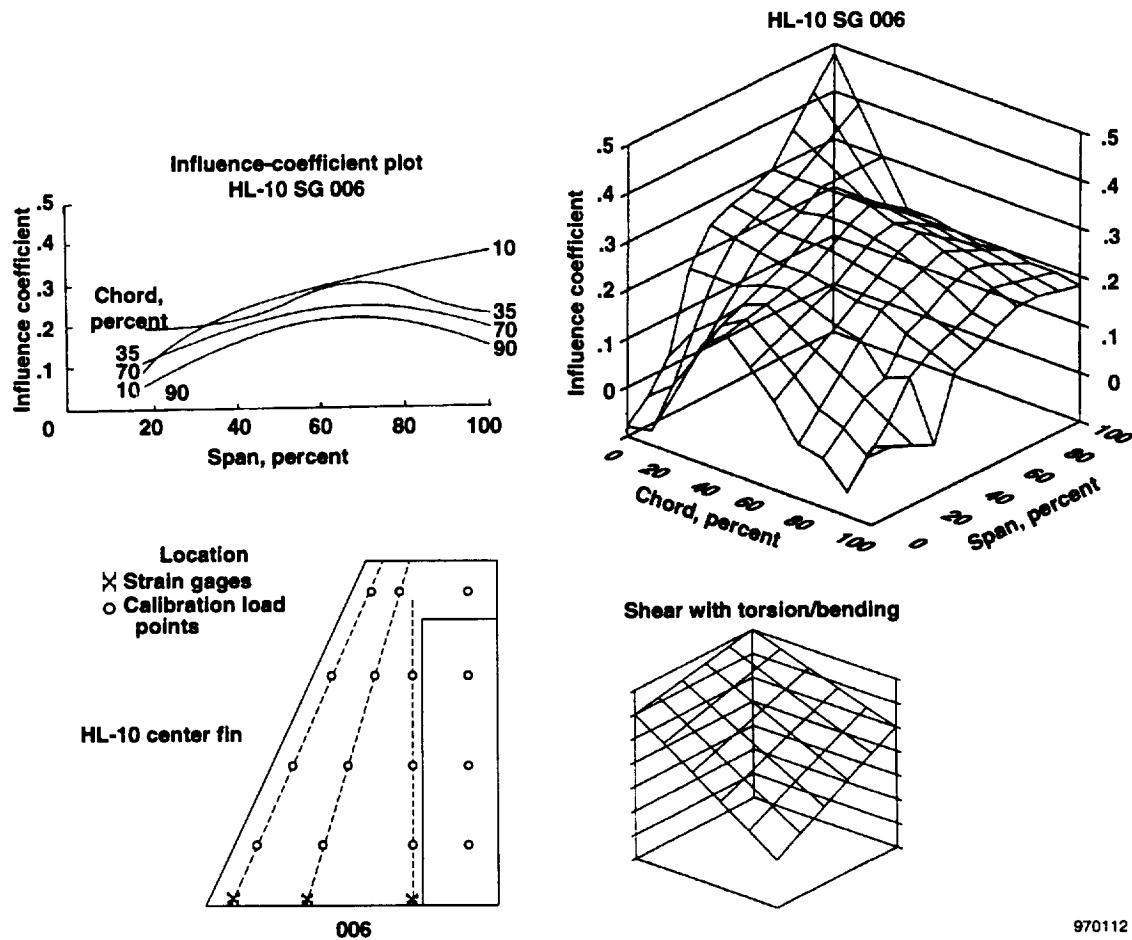 HL-10 SG 006
Influence-coefficient plot
HL-10 SG 006
Influence coefficient
.5
.4
.3
.2
.1
0
Chord,
percent
35
70
10
90
10
35
70
90
20
40
60
80
100
Span, percent
Influence coefficient
.5
.4
.3
.2
.1
0
.5
.4
.3
.2
.1
0
0
20
40
60
80
100
Chord, percent
0
20
40
60
80
100
Span, percent
Location
Strain gages
Calibration load
points
HL-10 center fin
006
Shear with torsion/bending
970112